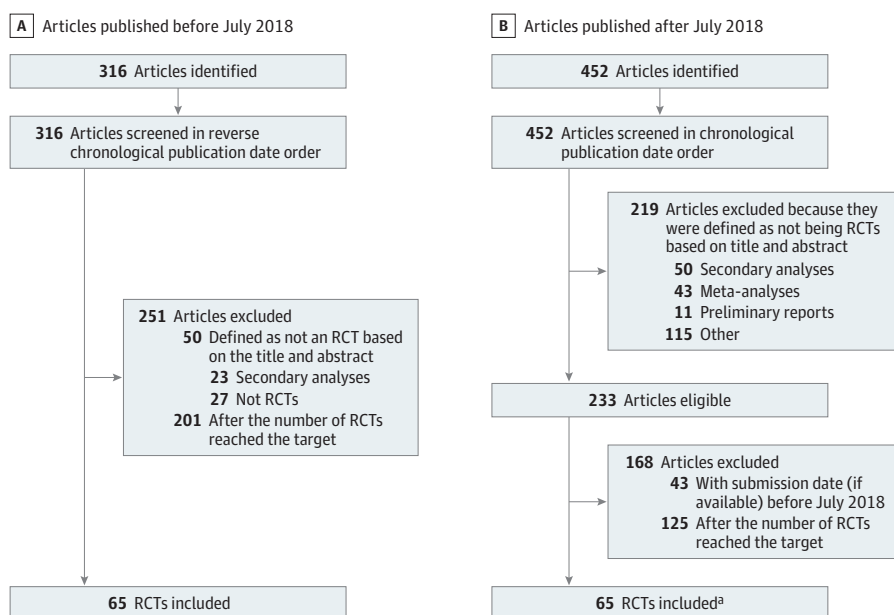 A Articles published before July 2018
316 Articles identified
316 Articles screened in reverse
chronological publication date order
251 Articles excluded
50 Defined as not an RCT based
on the title and abstract
23 Secondary analyses
27 Not RCTs
201 After the number of RCTs
reached the target
65 RCTs included
B Articles published after July 2018
452 Articles identified
452 Articles screened in chronological
publication date order
219 Articles excluded because they
were defined as not being RCTs
based on title and abstract
50 Secondary analyses
43 Meta-analyses
11 Preliminary reports
115 Other
233 Articles eligible
168 Articles excluded
43 With submission date (if
available) before July 2018
125 After the number of RCTs
reached the target
65 RCTs includedᵃ